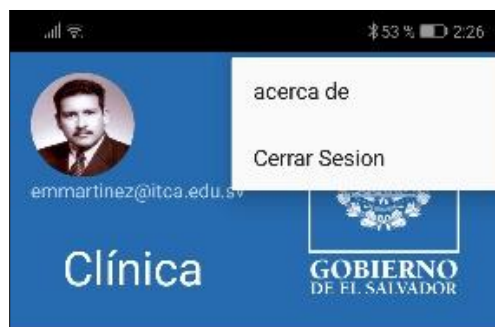 53 % 2:26
acerca de
Cerrar Sesion
emmartinez@itca.edu.sv
Clínica
GOBIERNO
DE EL SALVADOR